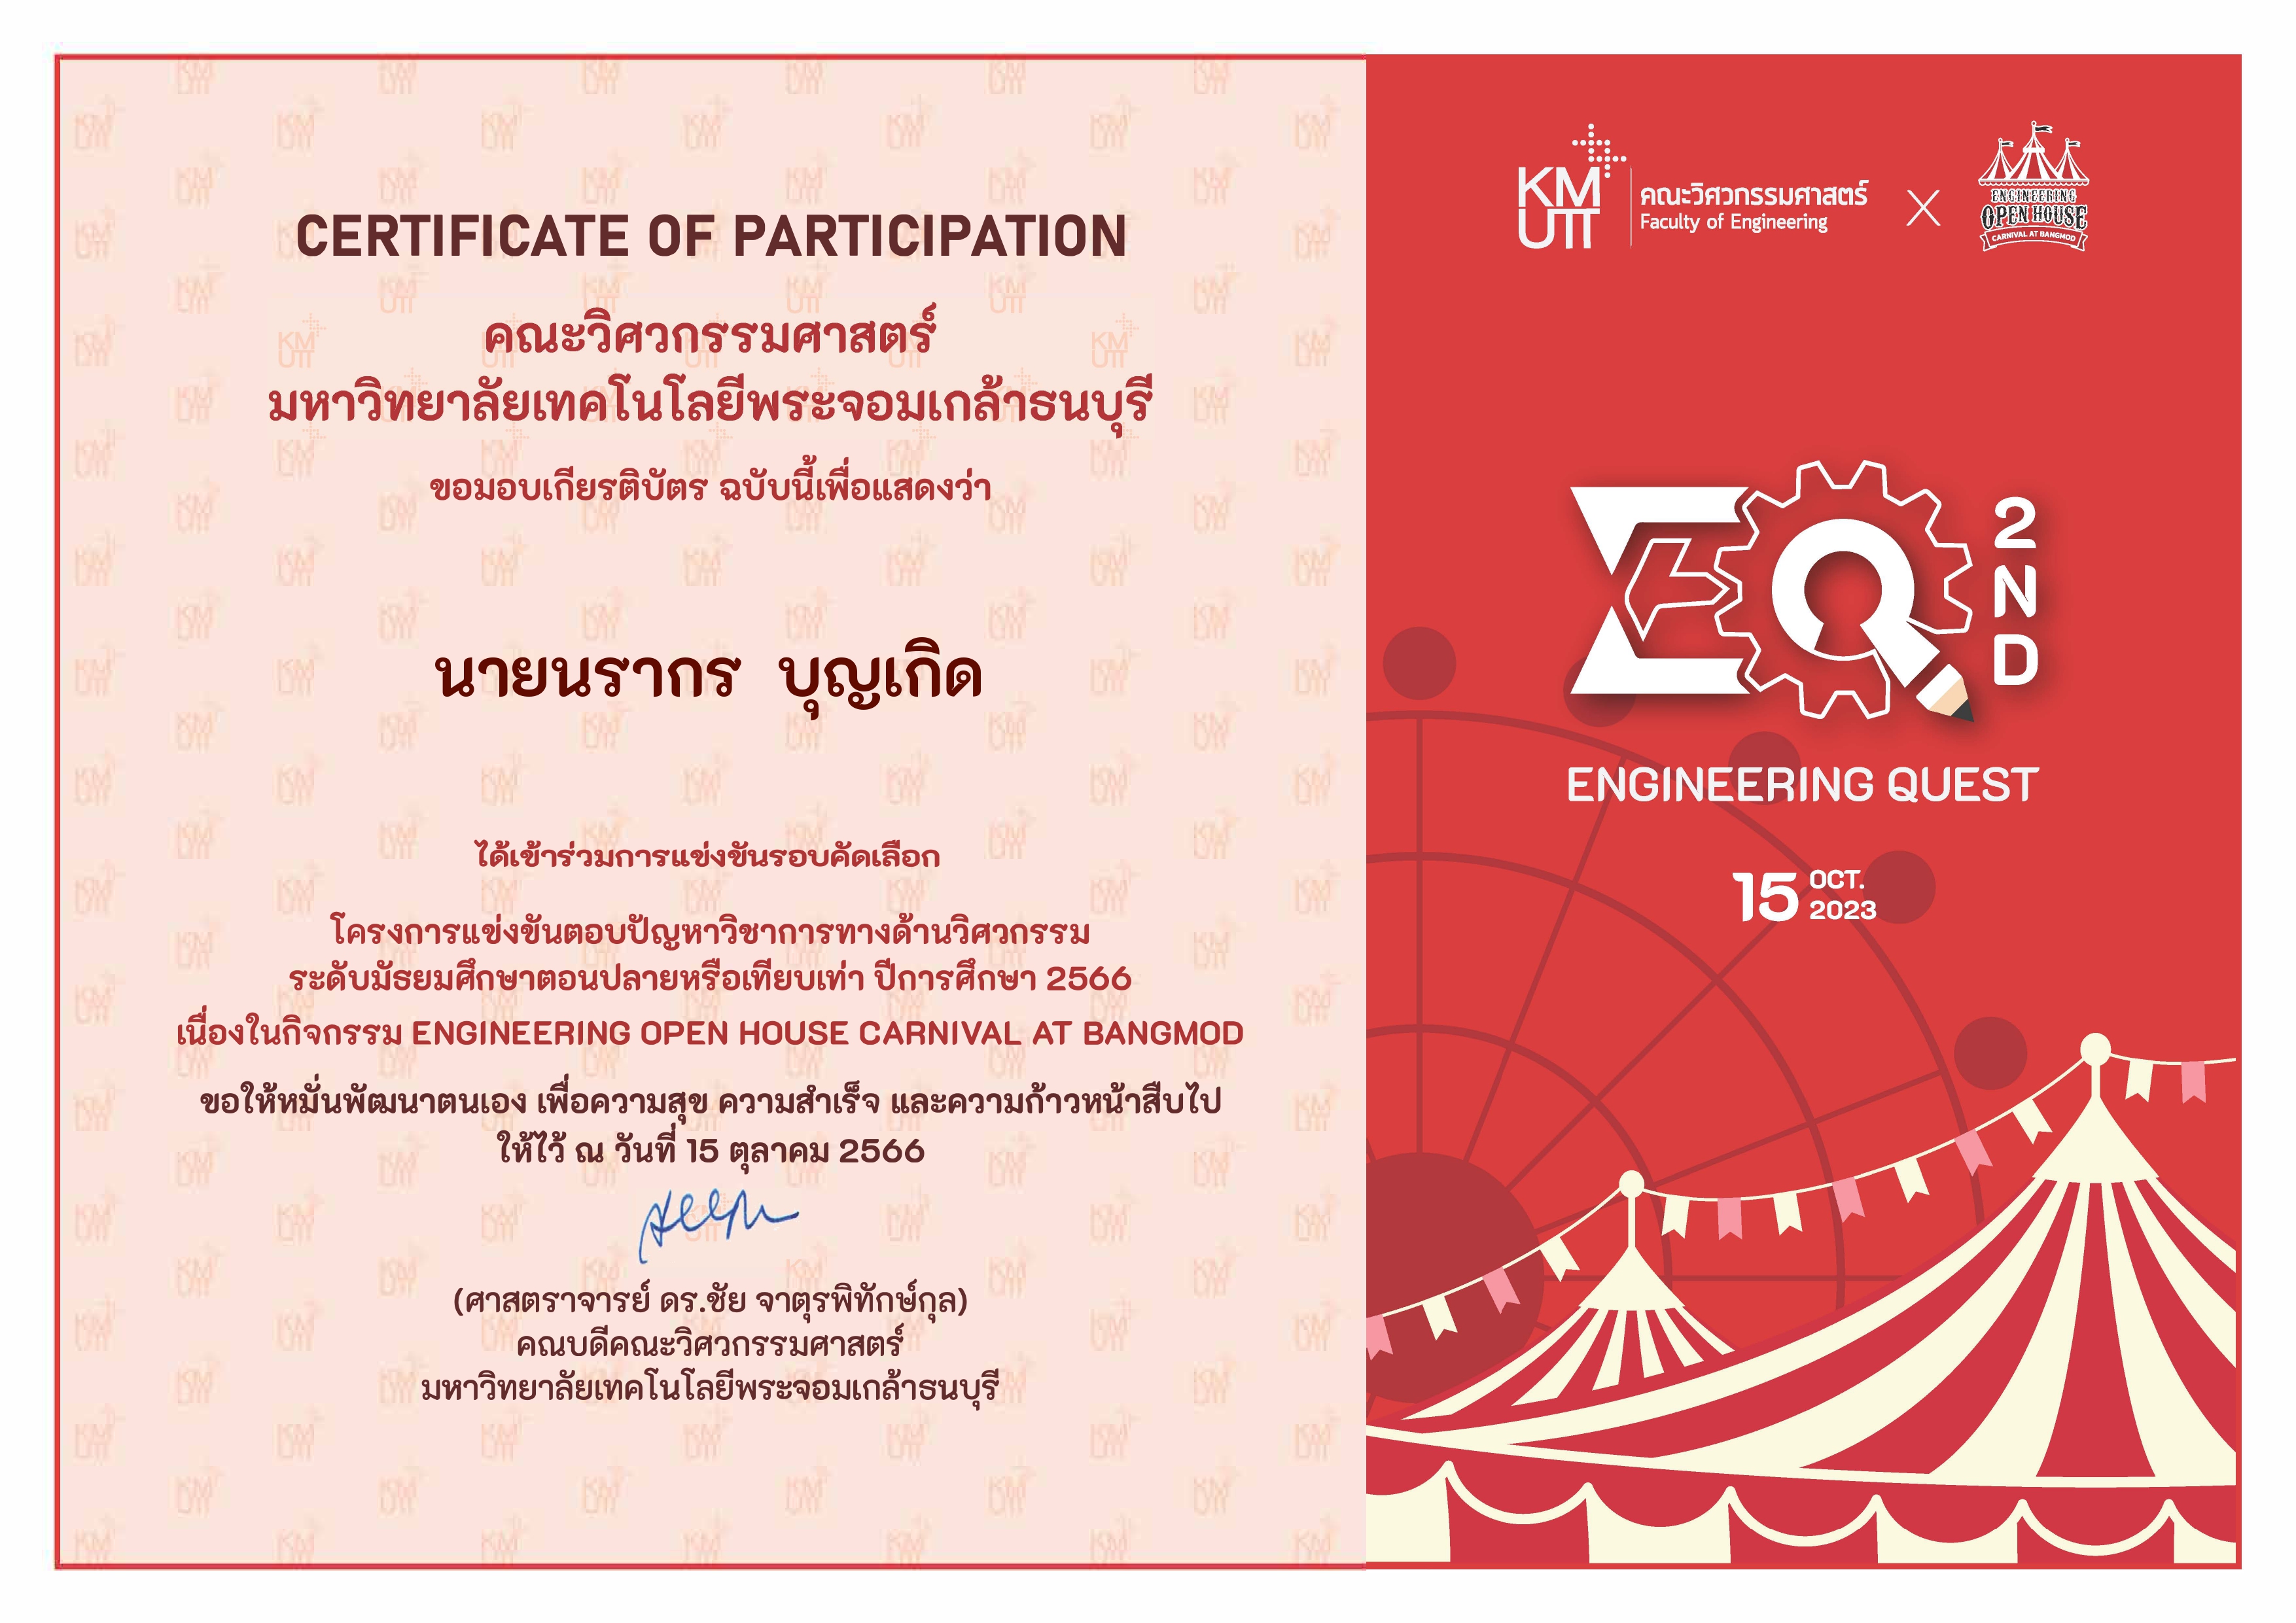 CERTIFICATE OF PARTICIPATION
คณะวิศวกรรมศาสตร์
มหาวิทยาลัยเทคโนโลยีพระจอมเกล้าธนบุรี
ขอมอบเกียรติบัตร ฉบับนี้เพื่อแสดงว่า
นายนรากร บุญเกิด
ได้เข้าร่วมการแข่งขันรอบคัดเลือก
โครงการแข่งขันตอบปัญหาวิชาการทางด้านวิศวกรรม
ระดับมัธยมศึกษาตอนปลายหรือเทียบเท่า ปีการศึกษา 2566
เนื่องในกิจกรรม ENGINEERING OPEN HOUSE CARNIVAL AT BANGMOD
ขอให้หมั่นพัฒนาตนเอง เพื่อความสุข ความสำเร็จ และความก้าวหน้าสืบไป
ให้ไว้ ณ วันที่ 15 ตุลาคม 2566
(ศาสตราจารย์ ดร.ชัย จาตุรพิทักษ์กุล)
คณบดีคณะวิศวกรรมศาสตร์
มหาวิทยาลัยเทคโนโลยีพระจอมเกล้าธนบุรี
KM
UTT
คณะวิศวกรรมศาสตร์
Faculty of Engineering
X
ENGINEERING
OPEN HOUSE
CARNIVAL AT BANGMOD
EQ
2ND
ENGINEERING QUEST
15 OCT.
2023